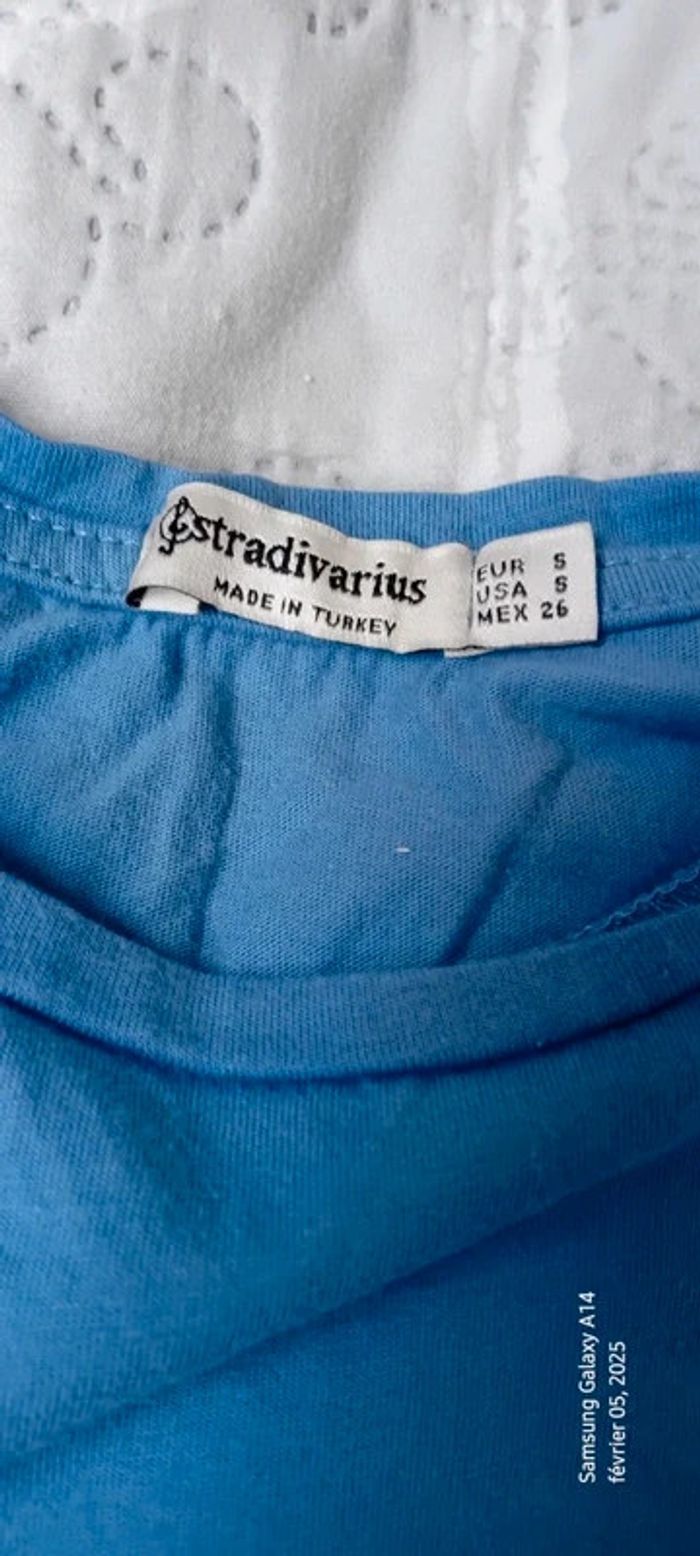 stradivarius
MADE IN TURKEY
EUR S
USA S
MEX 26
Samsung Galaxy A14
février 05, 2025